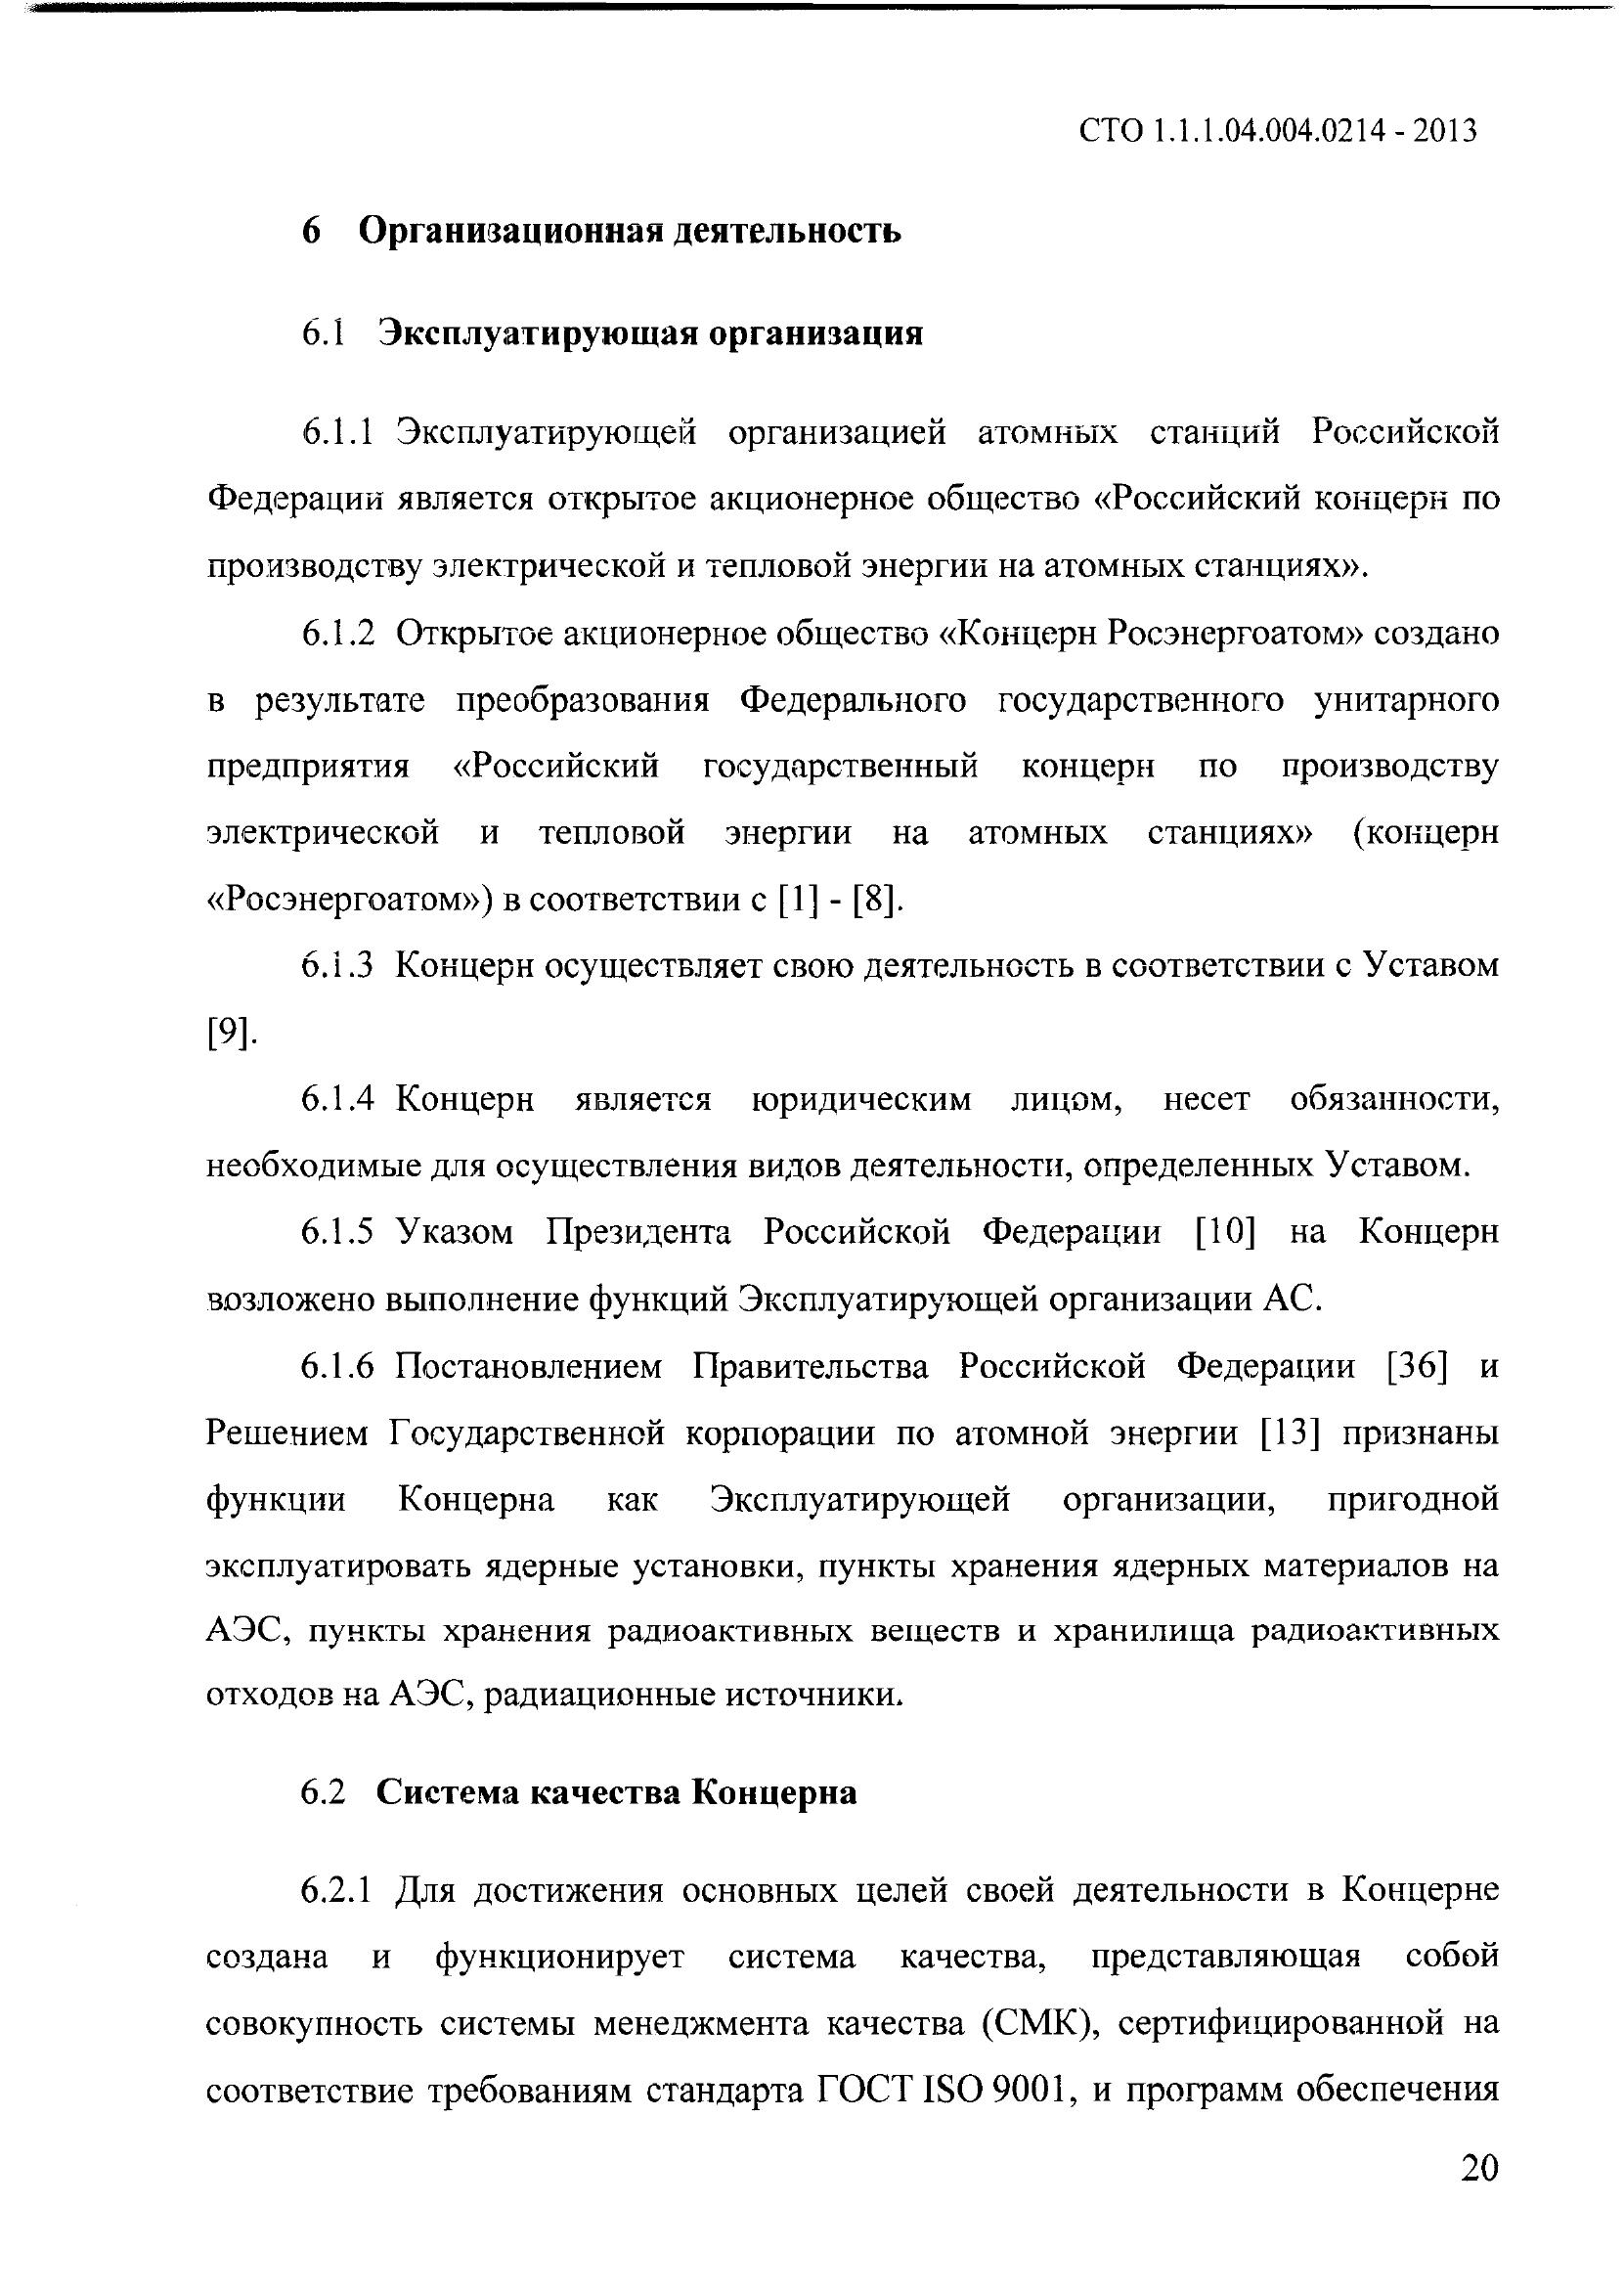 СТО 1.1.1.04.004.0214 - 2013
6 Организационная деятельность
6.1 Эксплуатирующая организация
6.1.1 Эксплуатирующей организацией атомных станций Российской
Федерации является открытое акционерное общество «Российский концерн по
производству электрической и тепловой энергии на атомных станциях».
6.1.2 Открытое акционерное общество «Концерн Росэнергоатом» создано
в результате преобразования Федерального государственного унитарного
предприятия «Российский государственный концерн по производству
электрической и тепловой энергии на атомных станциях» (концерн
«Росэнергоатом») в соответствии с [1] - [8].
6.1.3 Концерн осуществляет свою деятельность в соответствии с Уставом
[9].
6.1.4 Концерн является юридическим лицом, несет обязанности,
необходимые для осуществления видов деятельности, определенных Уставом.
6.1.5 Указом Президента Российской Федерации [10] на Концерн
возложено выполнение функций Эксплуатирующей организации АС.
6.1.6 Постановлением Правительства Российской Федерации [36] и
Решением Государственной корпорации по атомной энергии [13] признаны
функции Концерна как Эксплуатирующей организации, пригодной
эксплуатировать ядерные установки, пункты хранения ядерных материалов на
АЭС, пункты хранения радиоактивных веществ и хранилища радиоактивных
отходов на АЭС, радиационные источники.
6.2 Система качества Концерна
6.2.1 Для достижения основных целей своей деятельности в Концерне
создана и функционирует система качества, представляющая собой
совокупность системы менеджмента качества (СМК), сертифицированной на
соответствие требованиям стандарта ГОСТ ISO 9001, и программ обеспечения
20